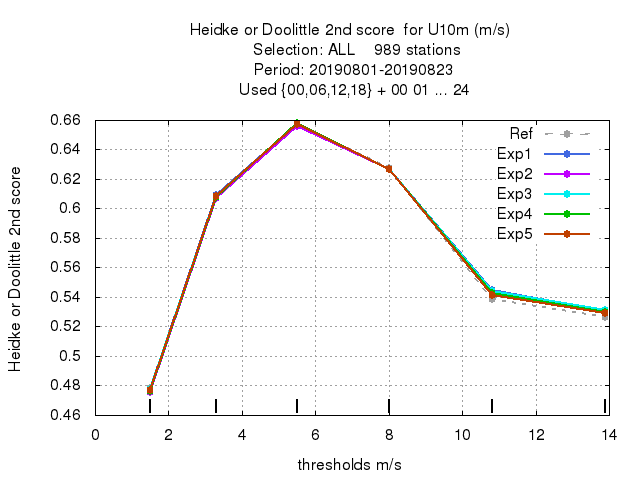 Heidke or Doolittle 2nd score  for U10m (m/s)
Selection: ALL    989 stations
Period: 20190801-20190823
Used {00,06,12,18} + 00 01 ... 24
Heidke or Doolittle 2nd score
0.66
0.64
0.62
0.6
0.58
0.56
0.54
0.52
0.5
0.48
0.46
Ref
Exp1
Exp2
Exp3
Exp4
Exp5
0 2 4 6 8 10 12 14
thresholds m/s